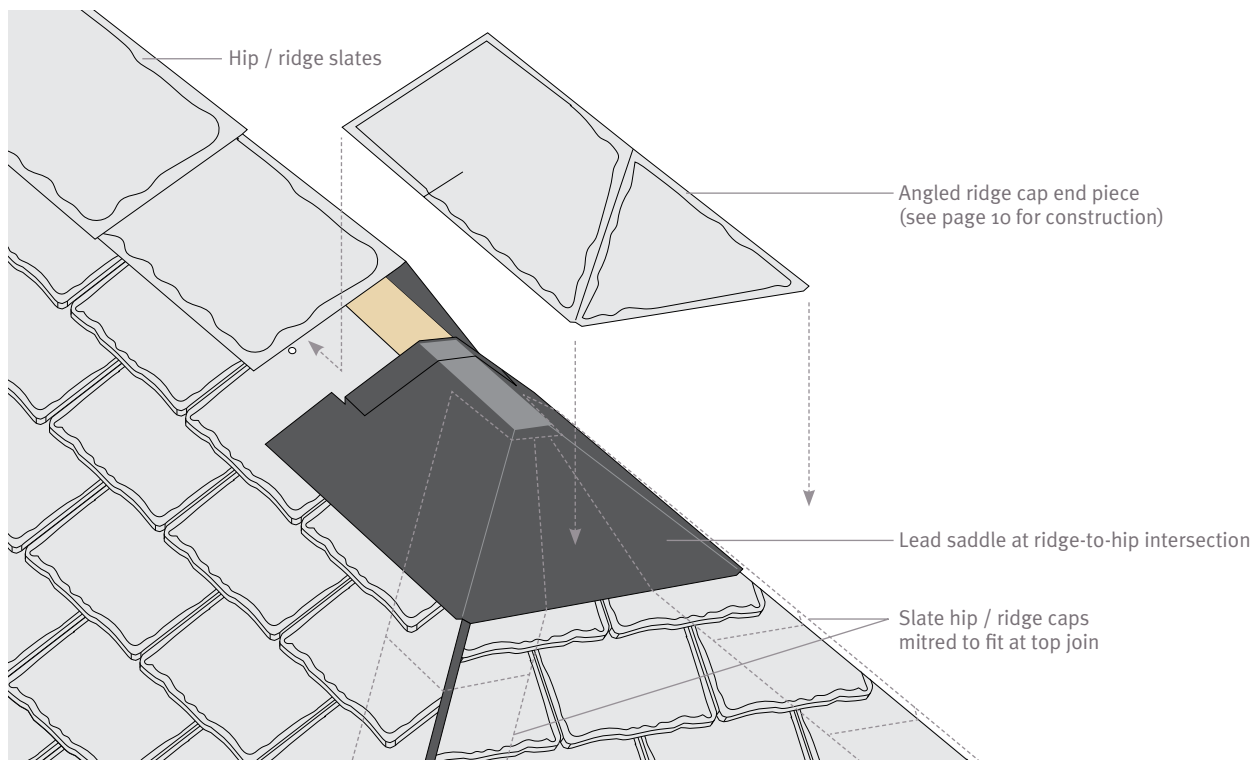 Hip / ridge slates
Angled ridge cap end piece
(see page 10 for construction)
Lead saddle at ridge-to-hip intersection
Slate hip / ridge caps
mitred to fit at top join